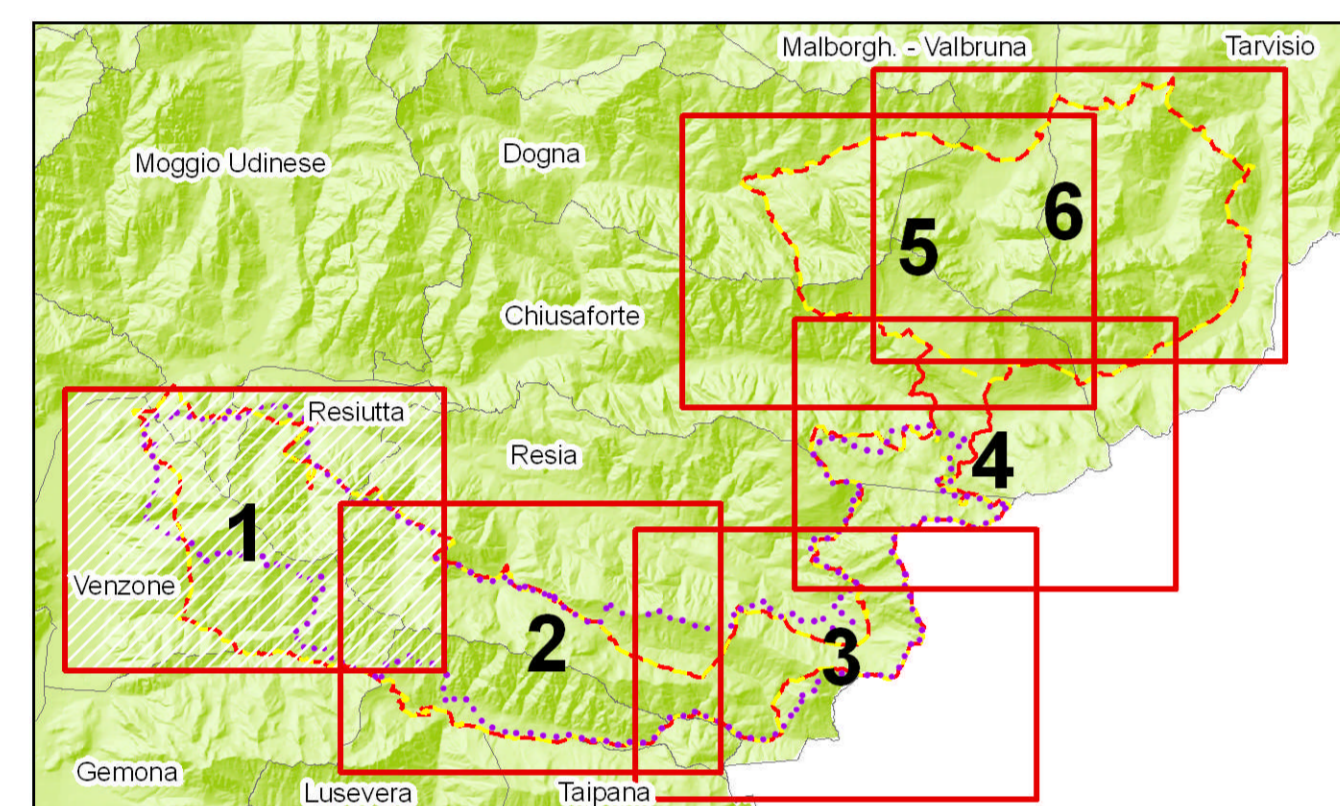 Malborgh. - Valbruna
Tarvisio
Moggio Udinese
Dogna
5
6
Chiusaforte
Resiutta
Resia
4
1
Venzone
2
3
Gemona
Lusevera
Taipana